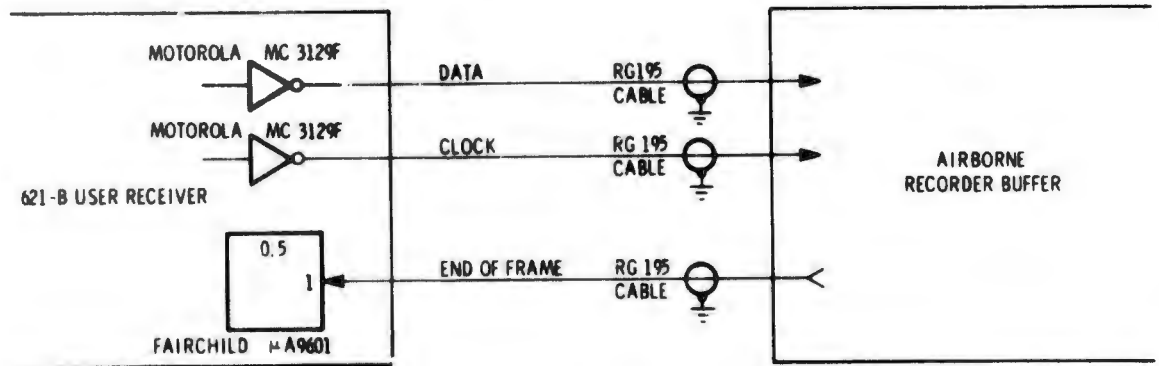 MOTOROLA MC 3129F
DATA
RG195
CABLE
MOTOROLA MC 3129F
CLOCK
RG 195
CABLE
621-B USER RECEIVER
AIRBORNE
RECORDER BUFFER
0.5
1
END OF FRAME
RG 195
CABLE
FAIRCHILD μA9601